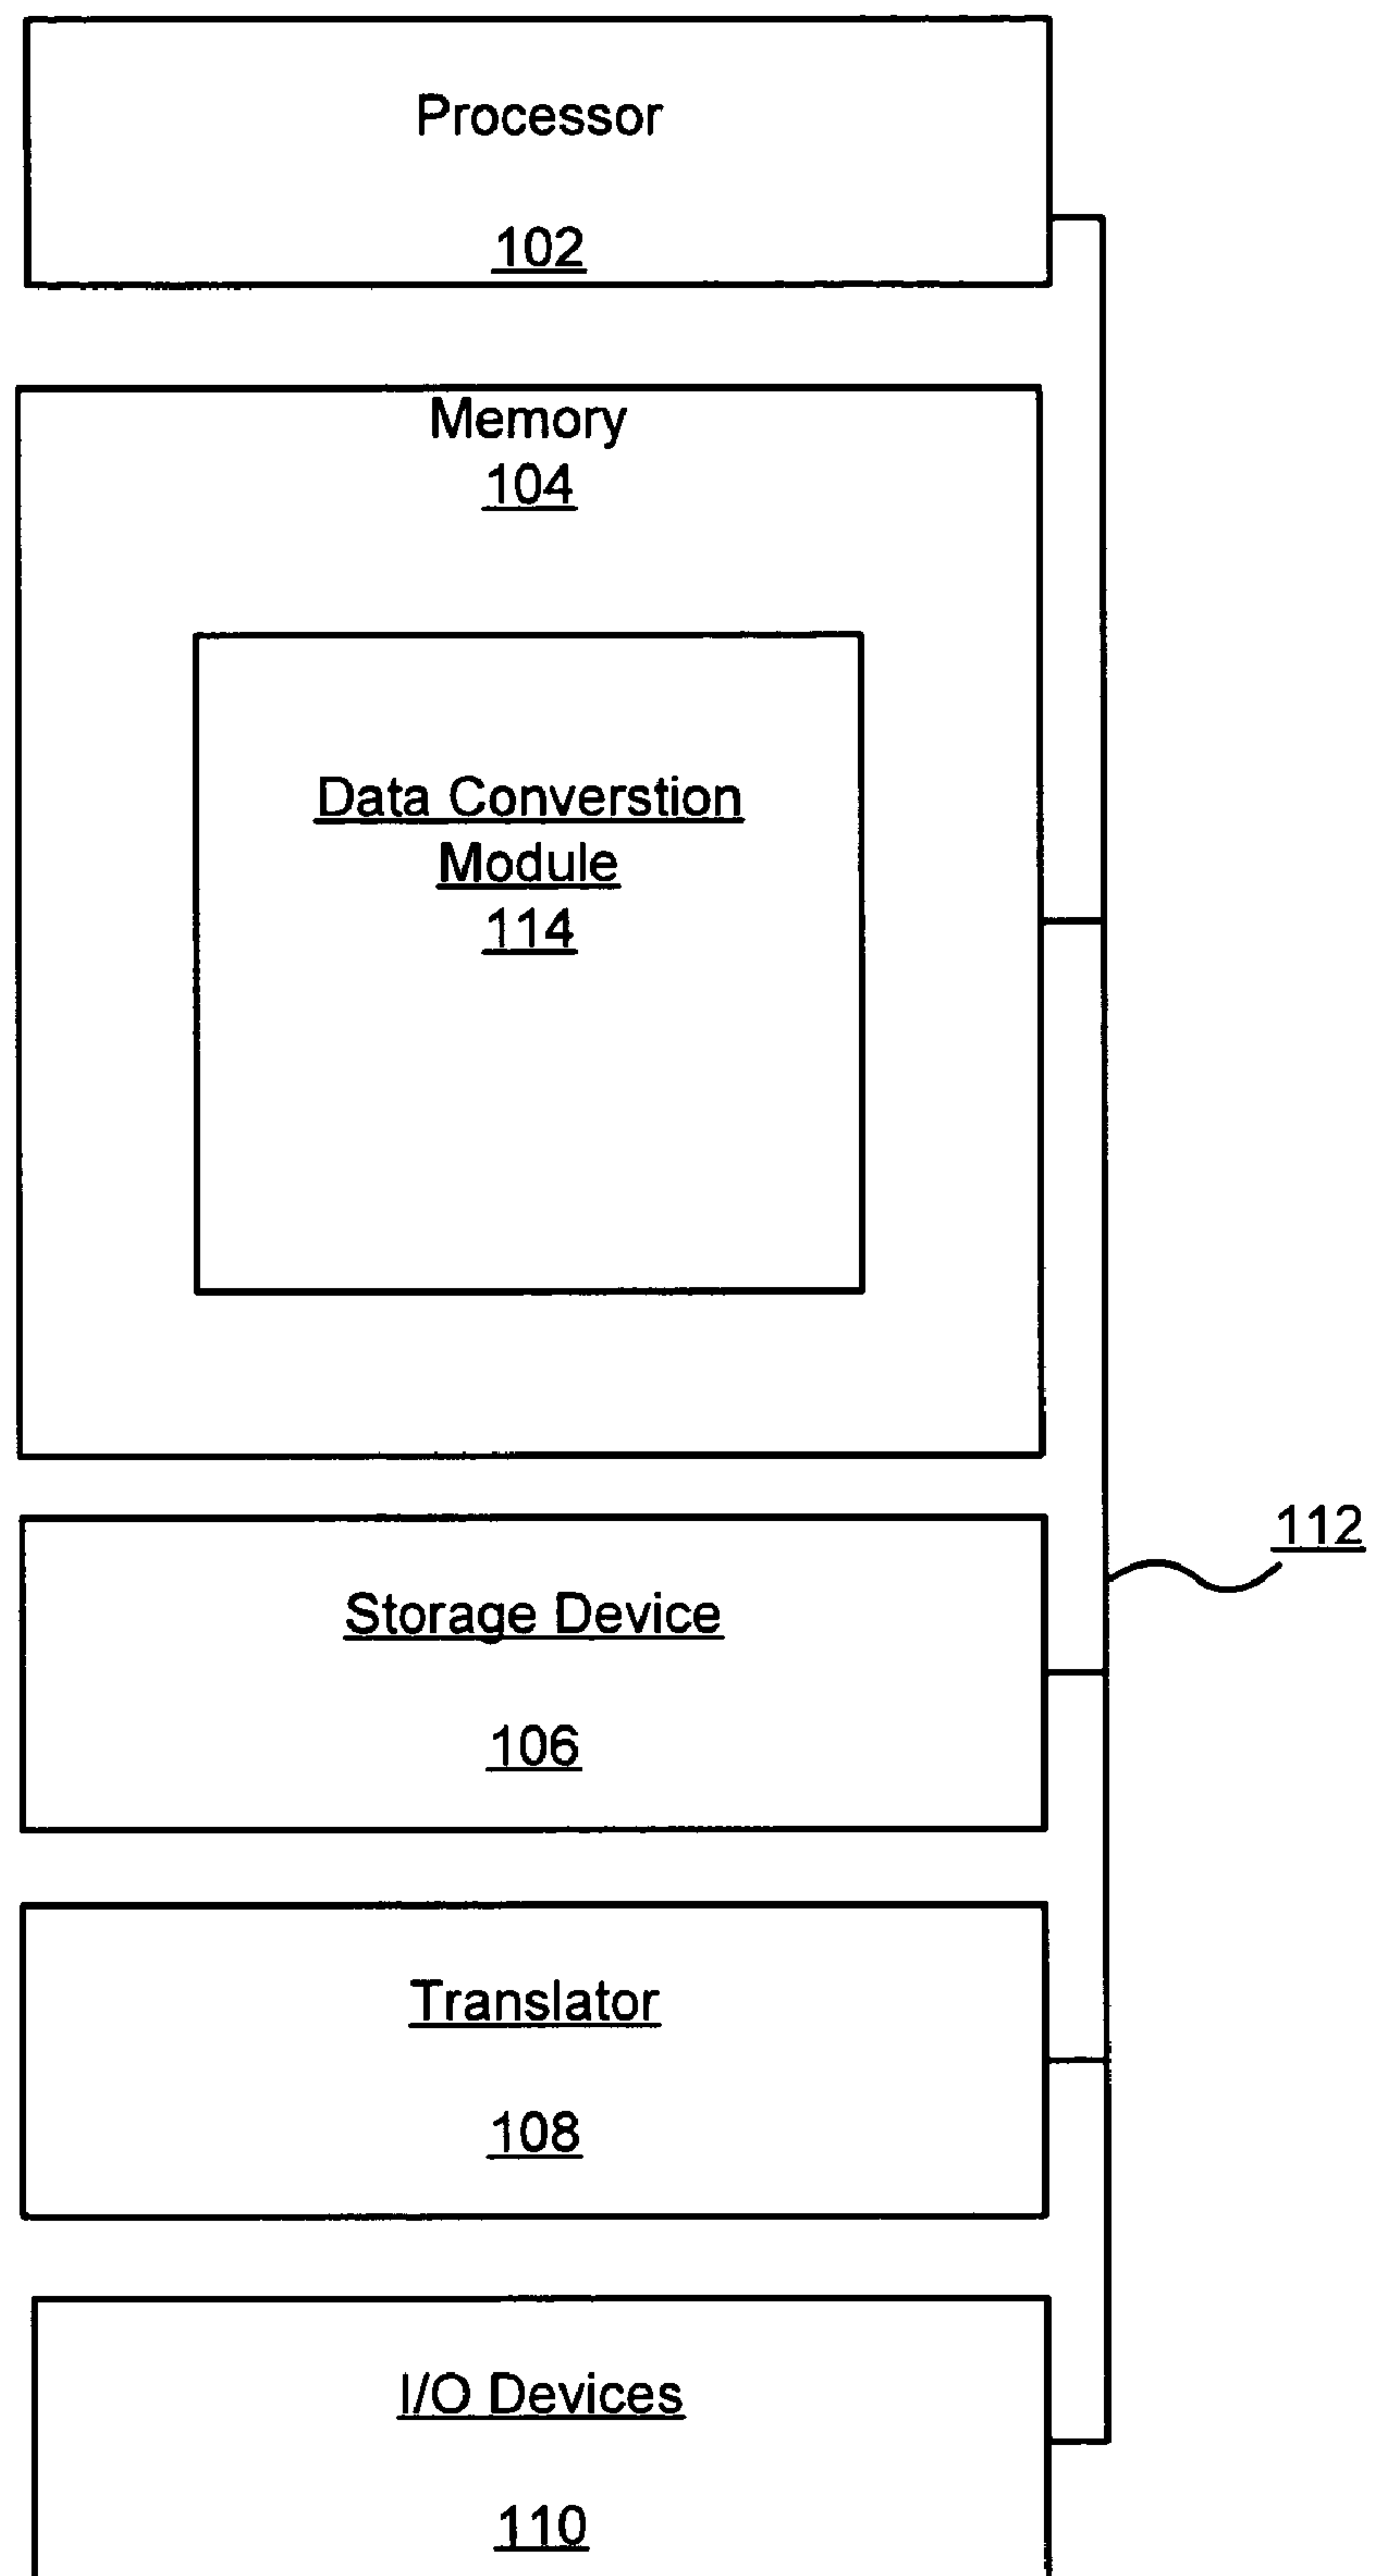 Processor
102
Memory
104
Data Converstion
Module
114
112
Storage Device
106
Translator
108
I/O Devices
110